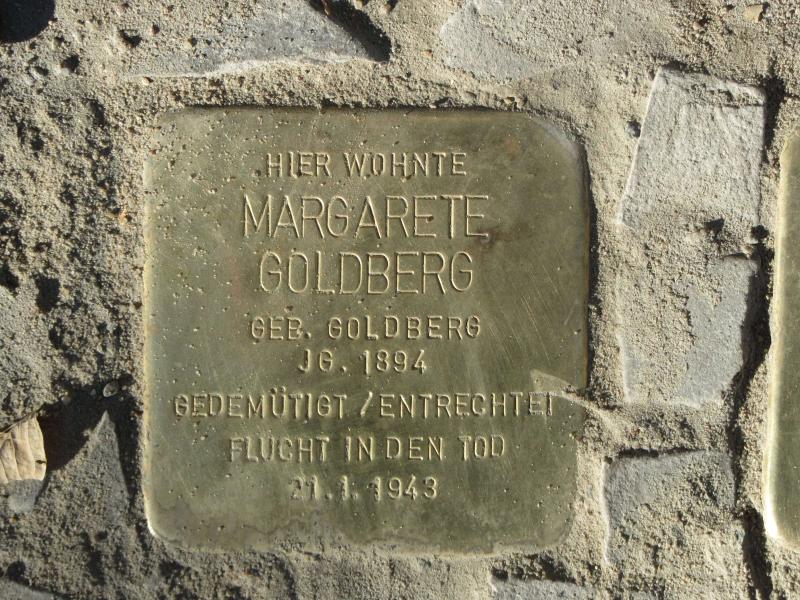 HIER WOHNTE
MARGARETE
GOLDBERG
GEB. GOLDBERG
JG. 1894
GEDEMÜTIGT / ENTRECHTET
FLUCHT IN DEN TOD
21.1.1943